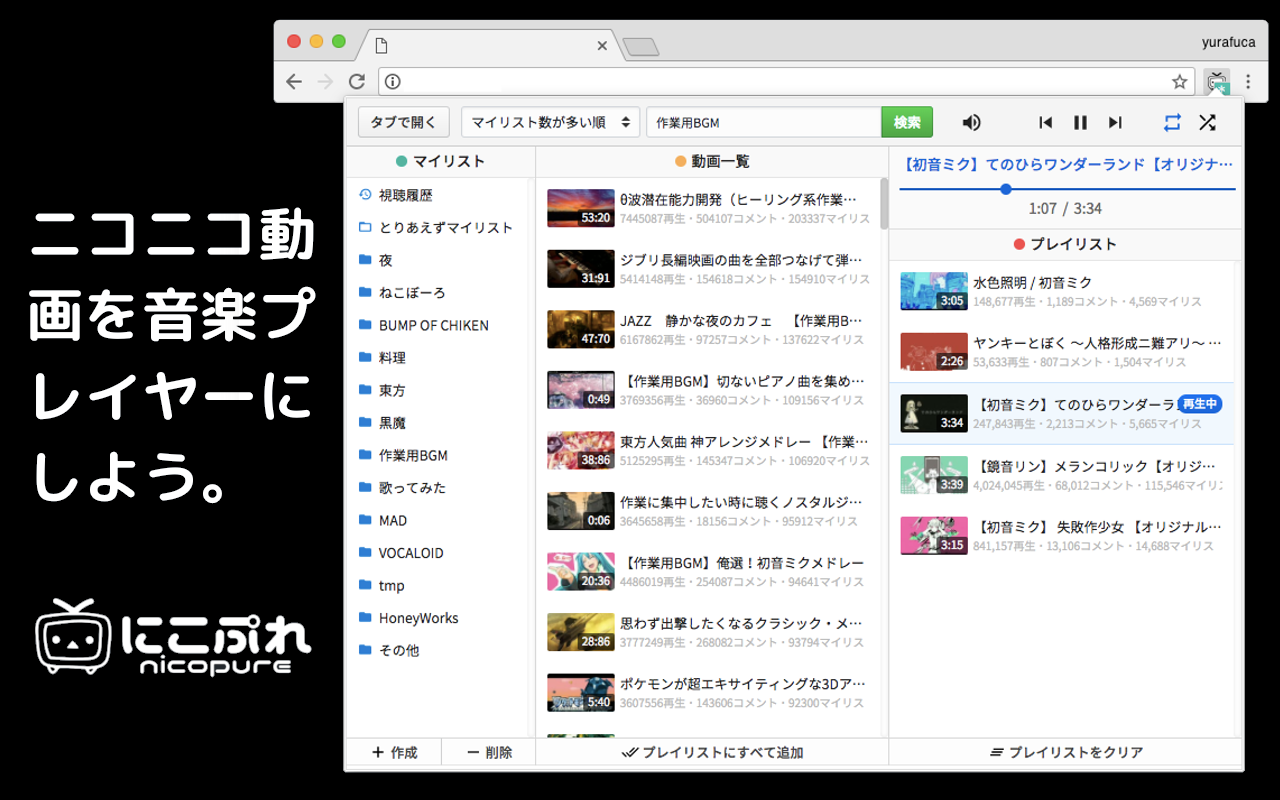 ニコニコ動
画を音楽プ
レイヤーに
しよう。
にこぷれ
nicopure
yurafuca
タブで開く
マイリスト数が多い順
作業用BGM
検索
マイリスト
視聴履歴
とりあえずマイリスト
夜
ねこぼーろ
BUMP OF CHIKEN
料理
東方
黒魔
作業用BGM
歌ってみた
MAD
VOCALOID
tmp
HoneyWorks
その他
作成
削除
動画一覧
53:20
θ波潜在能力開発（ヒーリング系作業…
7445087再生・504107コメント・203337マイリス
31:91
ジブリ長編映画の曲を全部つなげて弾…
5414148再生・154618コメント・154910マイリス
47:70
JAZZ　静かな夜のカフェ　【作業用B…
6167862再生・97257コメント・137622マイリス
0:49
【作業用BGM】切ないピアノ曲を集め…
3769356再生・36960コメント・109156マイリス
38:86
東方人気曲 神アレンジメドレー 【作業…
5125295再生・145347コメント・106920マイリス
0:06
作業に集中したい時に聴くノスタルジ…
3645658再生・18156コメント・95912マイリス
20:36
【作業用BGM】俺選！初音ミクメドレー
4486019再生・254087コメント・94641マイリス
28:86
思わず出撃したくなるクラシック・メ…
3777249再生・268082コメント・93794マイリス
5:40
ポケモンが超エキサイティングな3Dア…
3607556再生・143606コメント・92300マイリス
プレイリストにすべて追加
【初音ミク】てのひらワンダーランド【オリジナ…
1:07 / 3:34
プレイリスト
3:05
水色照明 / 初音ミク
148,677再生・1,189コメント・4,569マイリス
2:26
ヤンキーとぼく ～人格形成ニ難アリ～ …
53,633再生・807コメント・1,504マイリス
3:34
【初音ミク】てのひらワンダーラ
再生中
247,843再生・2,213コメント・5,665マイリス
3:39
【鏡音リン】メランコリック【オリジ…
4,024,045再生・68,012コメント・115,546マイリ
3:15
【初音ミク】 失敗作少女 【オリジナル…
841,157再生・13,106コメント・14,688マイリス
プレイリストをクリア